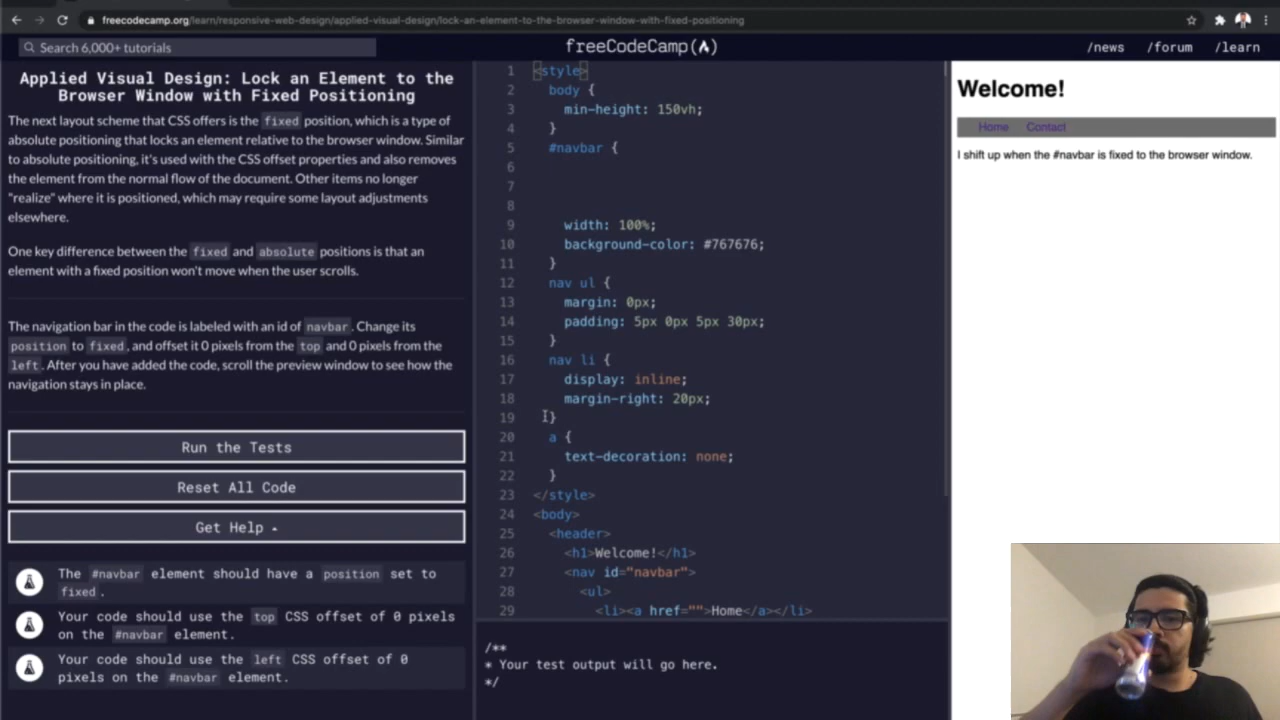 freecodecamp.org/learn/responsive-web-design/applied-visual-design/lock-an-element-to-the-browser-window-with-fixed-positioning
Search 6,000+ tutorials
freeCodeCamp
/news
/forum
/learn
Applied Visual Design: Lock an Element to the
Browser Window with Fixed Positioning
The next layout scheme that CSS offers is the fixed position, which is a type of
absolute positioning that locks an element relative to the browser window. Similar
to absolute positioning, it's used with the CSS offset properties and also removes
the element from the normal flow of the document. Other items no longer
"realize" where it is positioned, which may require some layout adjustments
elsewhere.
One key difference between the fixed and absolute positions is that an
element with a fixed position won't move when the user scrolls.
The navigation bar in the code is labeled with an id of navbar. Change its
position to fixed, and offset it 0 pixels from the top and 0 pixels from the
left. After you have added the code, scroll the preview window to see how the
navigation stays in place.
Run the Tests
Reset All Code
Get Help
The #navbar element should have a position set to
fixed.
Your code should use the top CSS offset of 0 pixels
on the #navbar element.
Your code should use the left CSS offset of 0
pixels on the #navbar element.
1 <style>
2 body {
3 min-height: 150vh;
4 }
5 #navbar {
6
7
8
9 width: 100%;
10 background-color: #767676;
11 }
12 nav ul {
13 margin: 0px;
14 padding: 5px 0px 5px 30px;
15 }
16 nav li {
17 display: inline;
18 margin-right: 20px;
19 }
20 a {
21 text-decoration: none;
22 }
23 </style>
24 <body>
25 <header>
26 <h1>Welcome!</h1>
27 <nav id="navbar">
28 <ul>
29 <li><a href="">Home</a></li>
/**
* Your test output will go here.
*/
Welcome!
Home Contact
I shift up when the #navbar is fixed to the browser window.